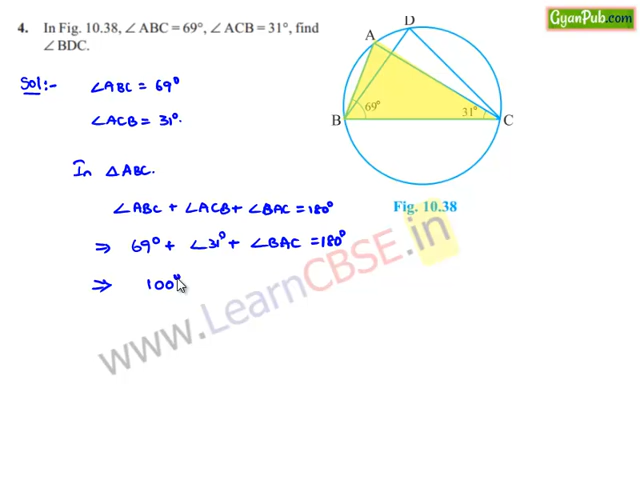 GyanPub.com
4. In Fig. 10.38, ∠ ABC = 69°, ∠ ACB = 31°, find
∠ BDC.
Sol:- ∠ABC = 69°
∠ACB = 31°.
In △ABC.
∠ABC + ∠ACB + ∠BAC = 180°
⇒ 69° + ∠31° + ∠BAC = 180°
⇒ 100°
D
A
69°
31°
B
C
Fig. 10.38
www.LearnCBSE.in